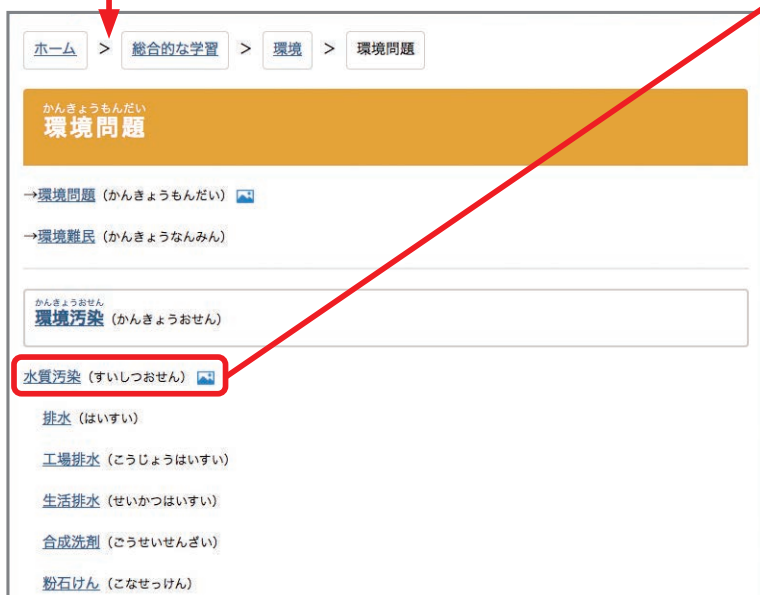 ホーム > 総合的な学習 > 環境 > 環境問題
かんきょうもんだい
環境問題
→環境問題（かんきょうもんだい）
→環境難民（かんきょうなんみん）
かんきょうおせん
環境汚染（かんきょうおせん）
水質汚染（すいしつおせん）
排水（はいすい）
工場排水（こうじょうはいすい）
生活排水（せいかつはいすい）
合成洗剤（ごうせいせんざい）
粉石けん（こなせっけん）